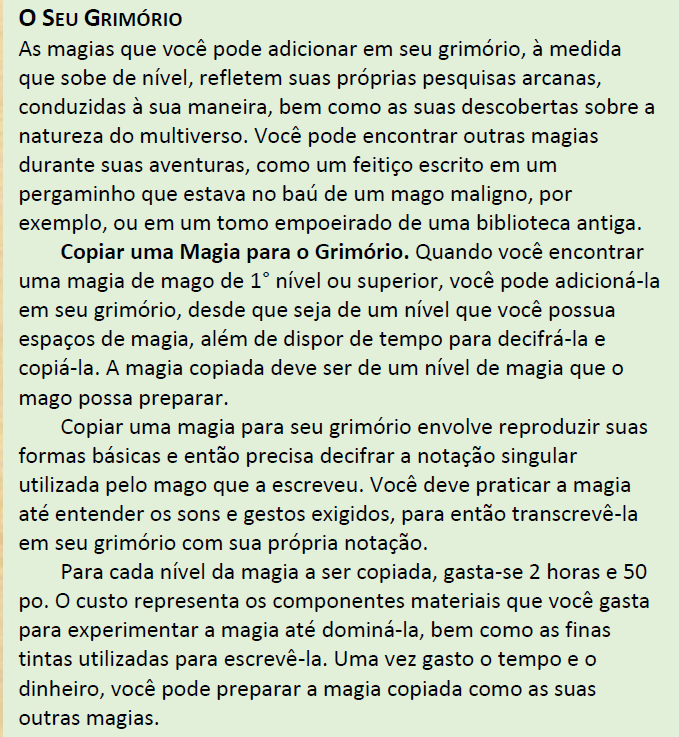 O SEU GRIMÓRIO
As magias que você pode adicionar em seu grimório, à medida
que sobe de nível, refletem suas próprias pesquisas arcanas,
conduzidas à sua maneira, bem como as suas descobertas sobre a
natureza do multiverso. Você pode encontrar outras magias
durante suas aventuras, como um feitiço escrito em um
pergaminho que estava no baú de um mago maligno, por
exemplo, ou em um tomo empoeirado de uma biblioteca antiga.
Copiar uma Magia para o Grimório. Quando você encontrar
uma magia de mago de 1° nível ou superior, você pode adicioná-la
em seu grimório, desde que seja de um nível que você possua
espaços de magia, além de dispor de tempo para decifrá-la e
copiá-la. A magia copiada deve ser de um nível de magia que o
mago possa preparar.
Copiar uma magia para seu grimório envolve reproduzir suas
formas básicas e então precisa decifrar a notação singular
utilizada pelo mago que a escreveu. Você deve praticar a magia
até entender os sons e gestos exigidos, para então transcrevê-la
em seu grimório com sua própria notação.
Para cada nível da magia a ser copiada, gasta-se 2 horas e 50
po. O custo representa os componentes materiais que você gasta
para experimentar a magia até dominá-la, bem como as finas
tintas utilizadas para escrevê-la. Uma vez gasto o tempo e o
dinheiro, você pode preparar a magia copiada como as suas
outras magias.